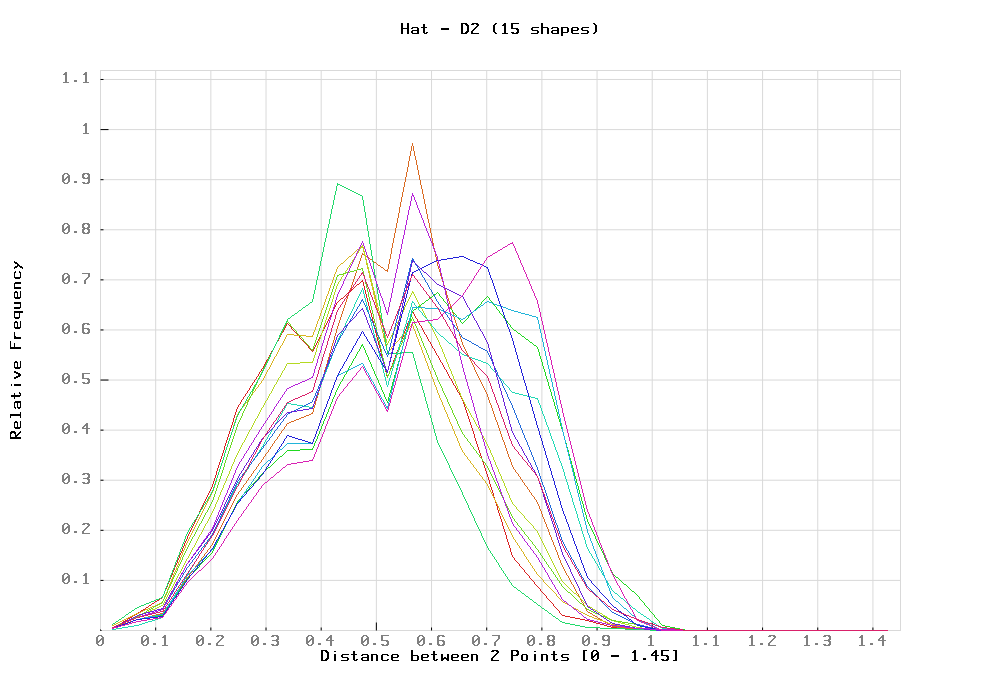 Hat - D2 (15 shapes)
1.1
1
0.9
0.8
0.7
0.6
0.5
0.4
0.3
0.2
0.1
Relative Frequency
0 0.1 0.2 0.3 0.4 0.5 0.6 0.7 0.8 0.9 1 1.1 1.2 1.3 1.4
Distance between 2 Points [0 - 1.45]